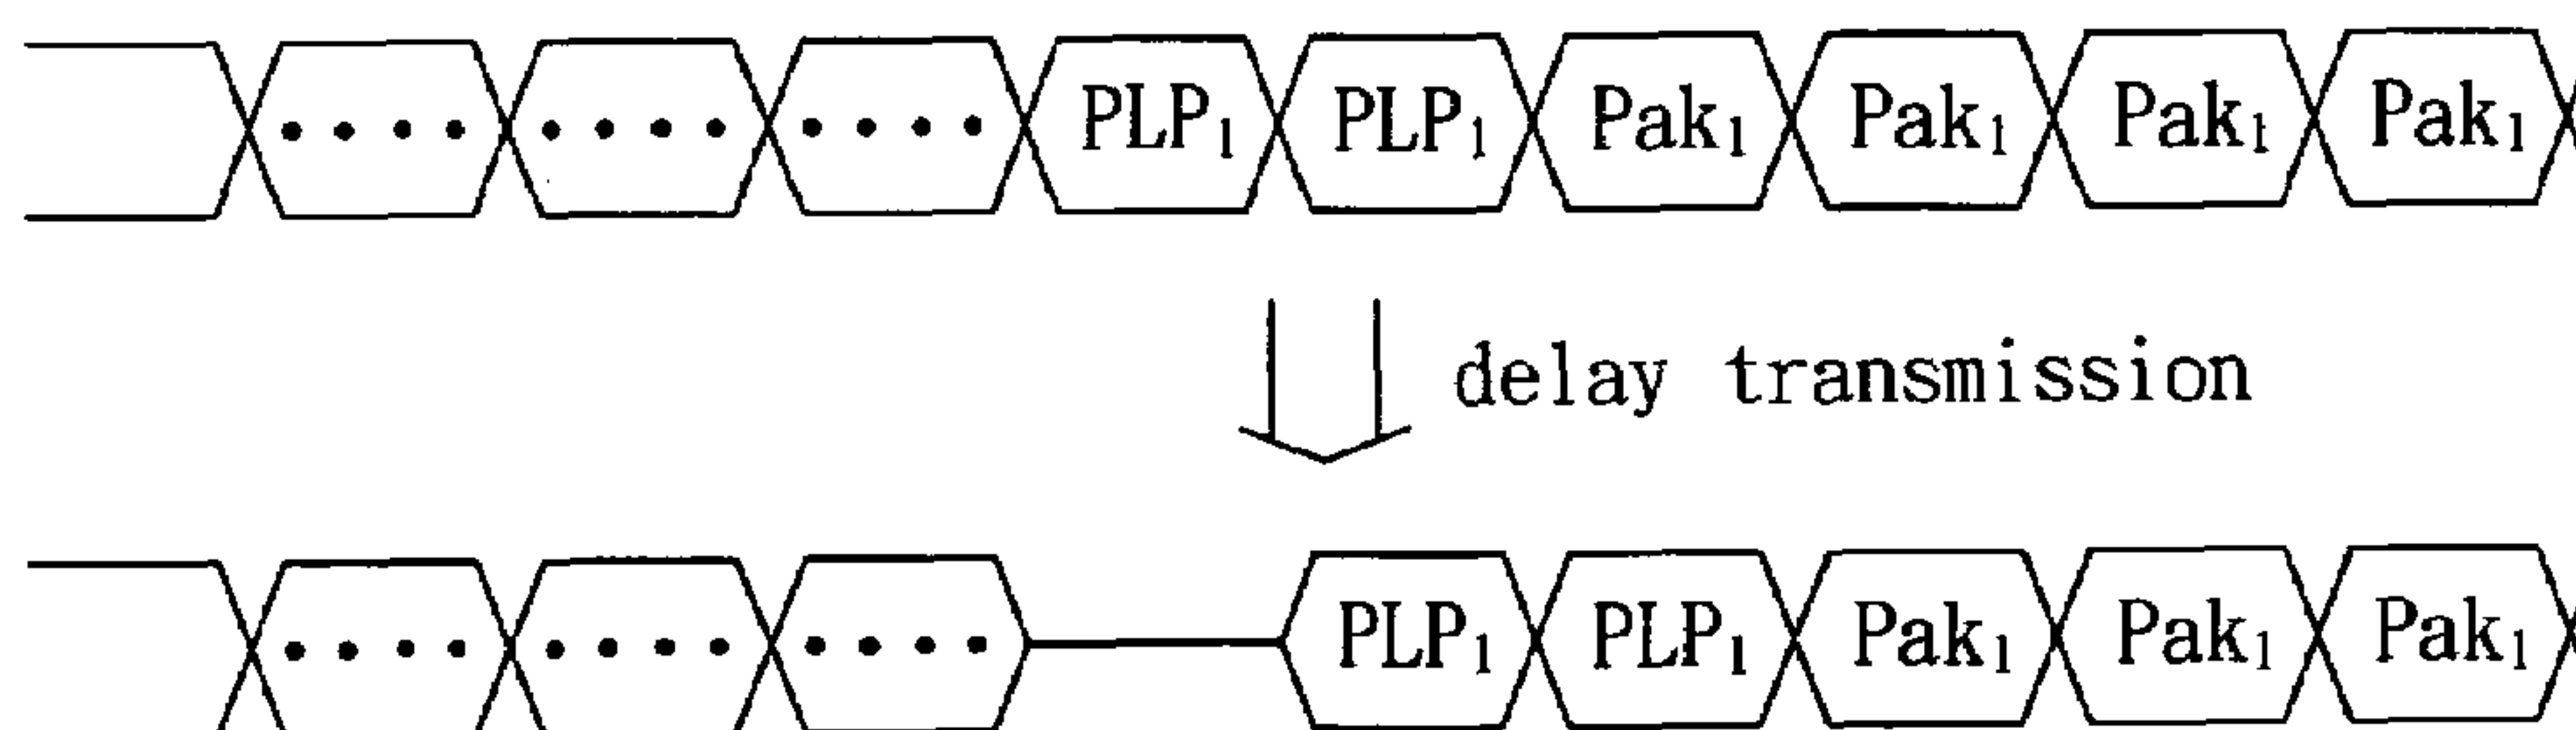 .... .... .... PLP₁ PLP₁ Pak₁ Pak₁ Pak₁ Pak₁
delay transmission
.... .... .... PLP₁ PLP₁ Pak₁ Pak₁ Pak₁